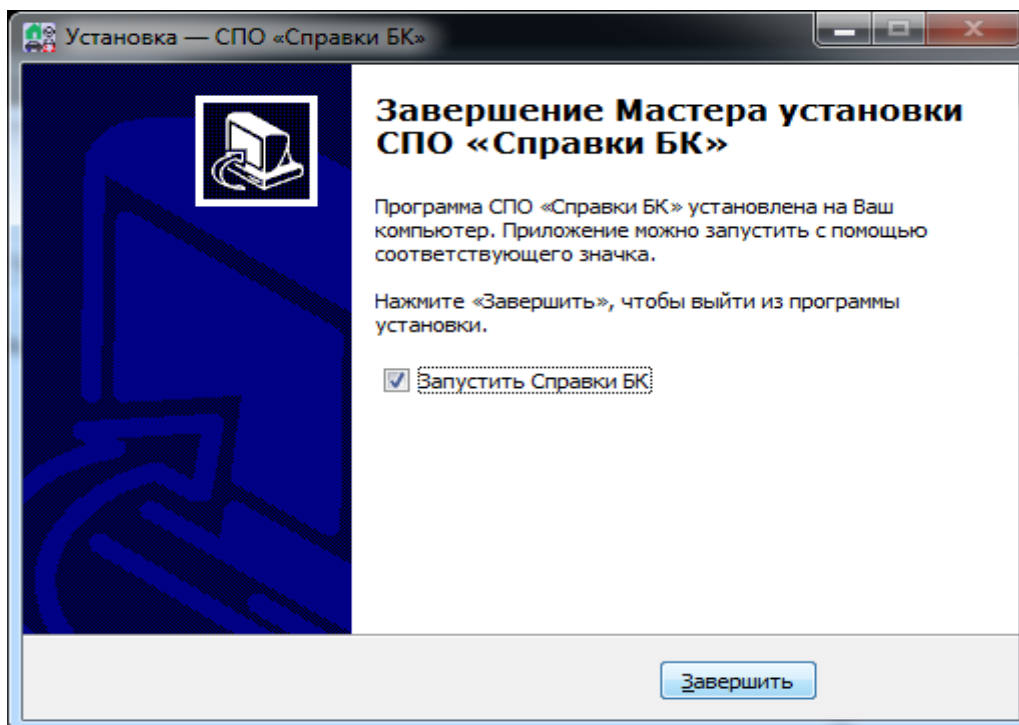 Установка — СПО «Справки БК»
Завершение Мастера установки
СПО «Справки БК»
Программа СПО «Справки БК» установлена на Ваш
компьютер. Приложение можно запустить с помощью
соответствующего значка.
Нажмите «Завершить», чтобы выйти из программы
установки.
Запустить Справки БК
Завершить